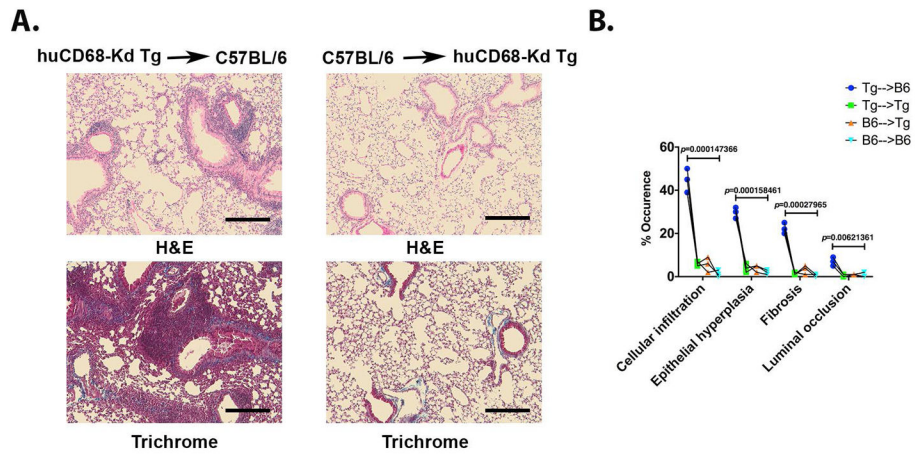 A.
huCD68-Kd Tg → C57BL/6
C57BL/6 → huCD68-Kd Tg
H&E
H&E
Trichrome
Trichrome
B.
Tg-->B6
Tg-->Tg
B6-->Tg
B6-->B6
% Occurence
60
40
20
0
p=0.000147366
p=0.000158461
p=0.00027965
p=0.00621361
Cellular infiltration
Epithelial hyperplasia
Fibrosis
Luminal occlusion